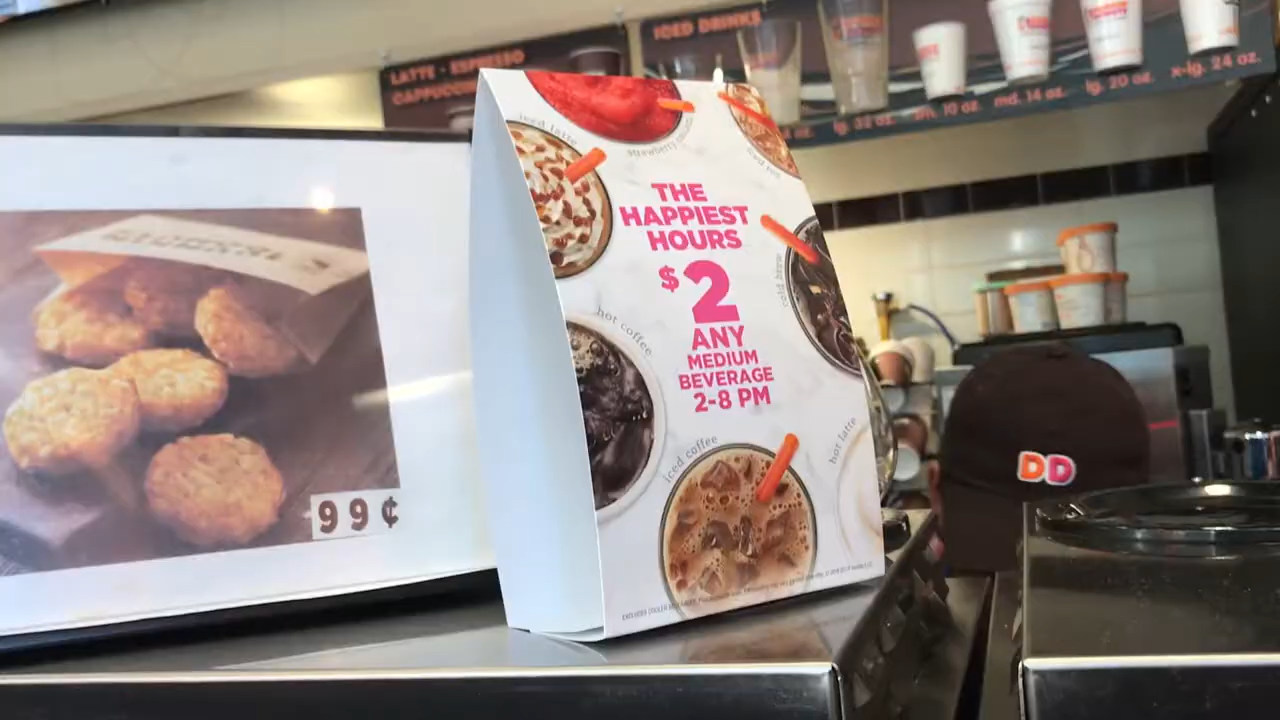 LATTE · ESPRESSO
CAPPUCCINO
ICED DRINKS
lg. 32 oz.
sm. 10 oz.
md. 14 oz.
lg. 20 oz.
x-lg. 24 oz.
iced latte
strawberry
iced tea
THE
HAPPIEST
HOURS
$2
ANY
MEDIUM
BEVERAGE
2-8 PM
cold brew
hot coffee
iced coffee
hot latte
99¢
DD